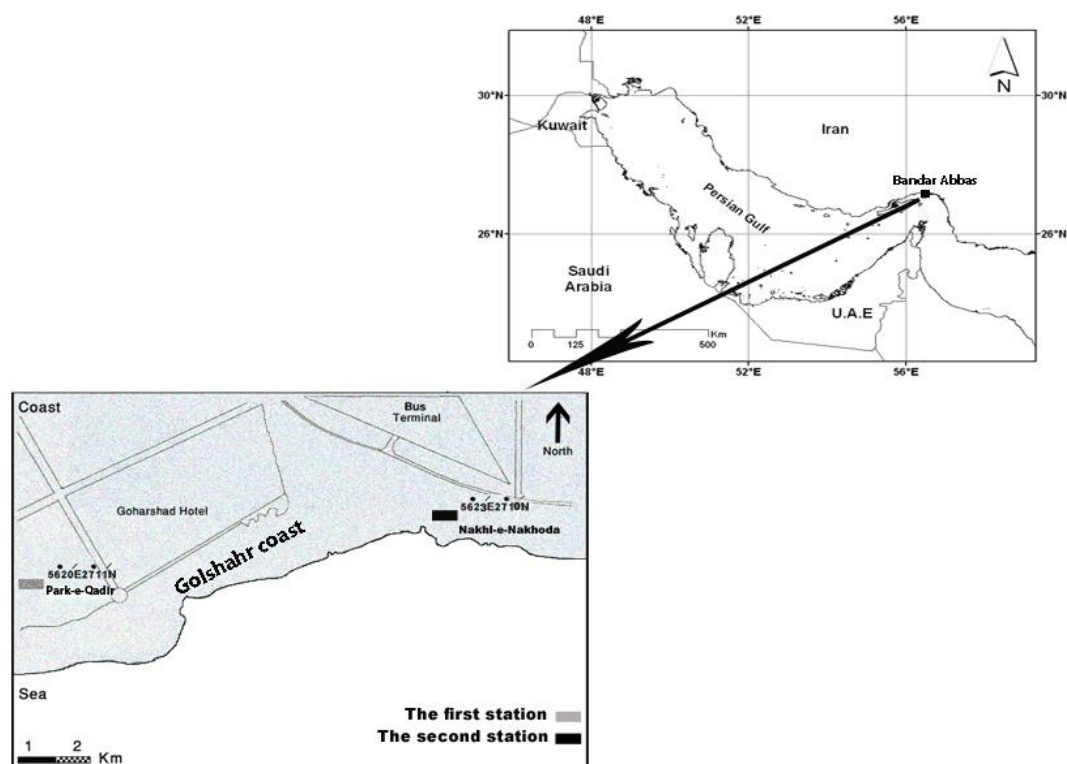 48°E 52°E 56°E
N
30°N 30°N
Kuwait
Iran
Bandar Abbas
Persian Gulf
26°N 26°N
Saudi
Arabia
U.A.E
Km
0 125 500
48°E 52°E 56°E
Coast
Bus
Terminal
North
Goharshad Hotel
5623E2710N
Nakhl-e-Nakhoda
Golshahr coast
5620E2711N
Park-e-Qadir
Sea
The first station
The second station
1 2
Km